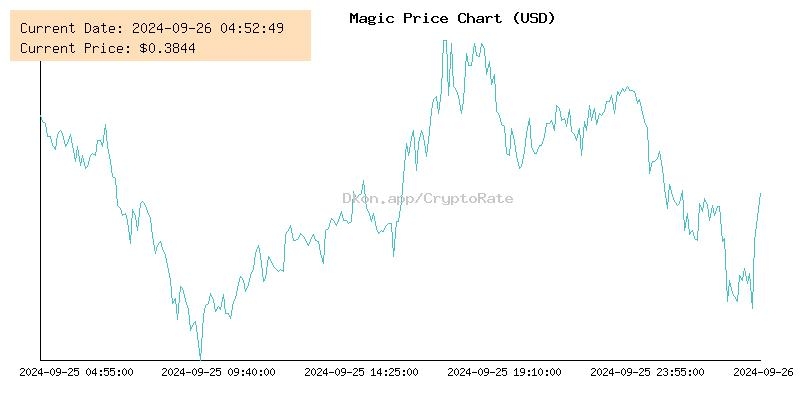 Magic Price Chart (USD)
Current Date: 2024-09-26 04:52:49
Current Price: $0.3844
Dkon.app/CryptoRate
2024-09-25 04:55:00 2024-09-25 09:40:00 2024-09-25 14:25:00 2024-09-25 19:10:00 2024-09-25 23:55:00 2024-09-26